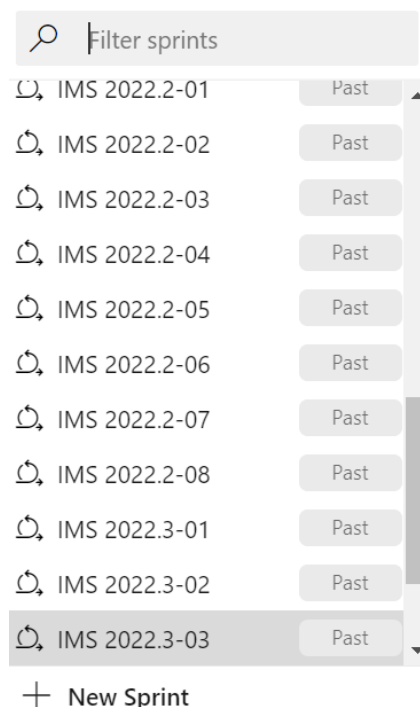 Filter sprints
IMS 2022.2-01 Past
IMS 2022.2-02 Past
IMS 2022.2-03 Past
IMS 2022.2-04 Past
IMS 2022.2-05 Past
IMS 2022.2-06 Past
IMS 2022.2-07 Past
IMS 2022.2-08 Past
IMS 2022.3-01 Past
IMS 2022.3-02 Past
IMS 2022.3-03 Past
New Sprint